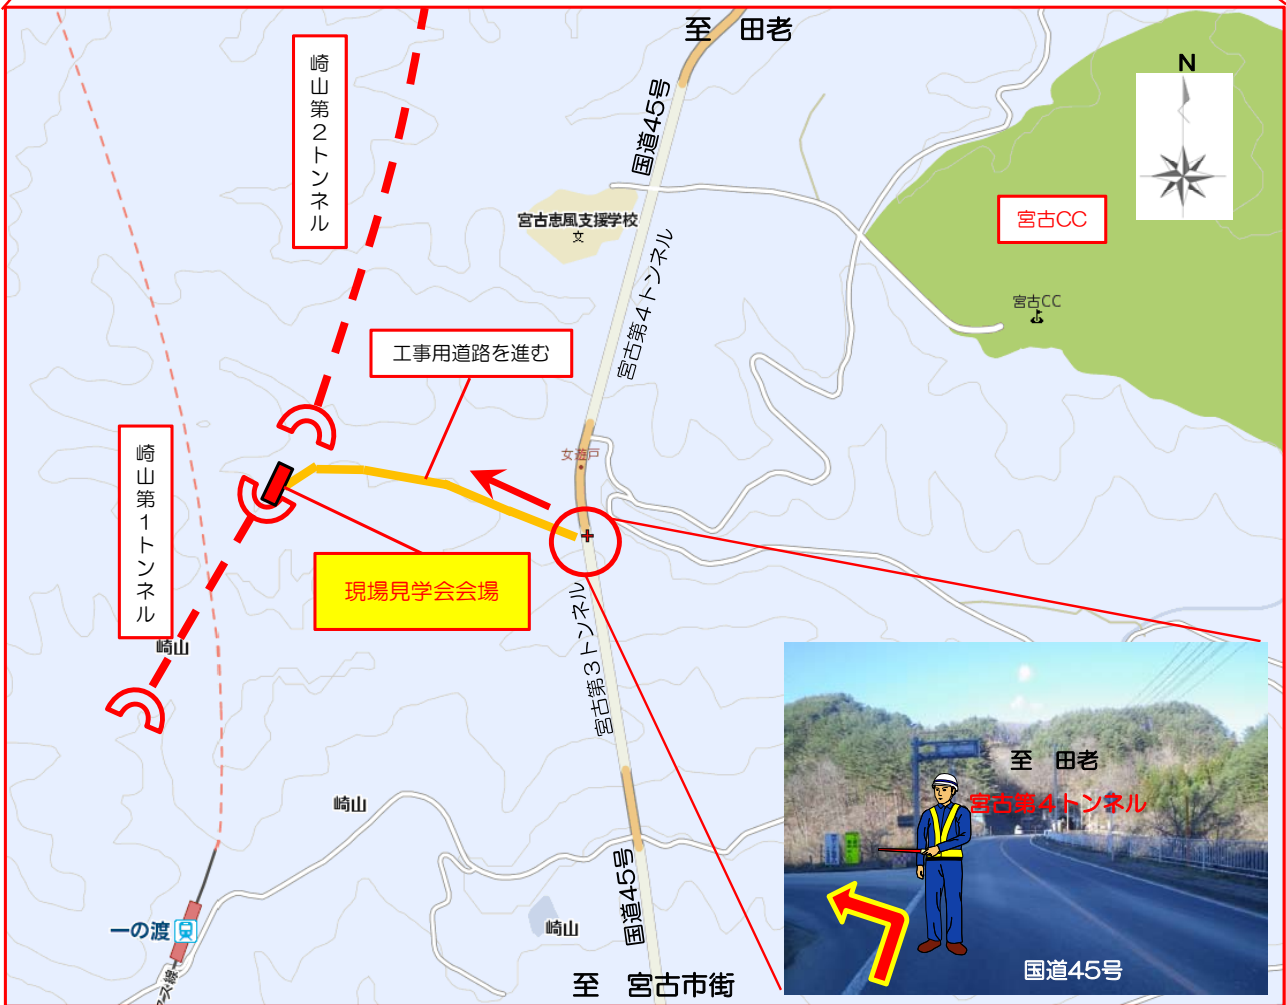 至 田老
N
崎山第2トンネル
国道45号
宮古CC
宮古恵風支援学校
文
宮古第4トンネル
宮古CC
工事用道路を進む
崎山第1トンネル
女遊戸
現場見学会会場
宮古第3トンネル
崎山
至 田老
宮古第4トンネル
崎山
国道45号
一の渡
崎山
国道45号
至 宮古市街
ス線